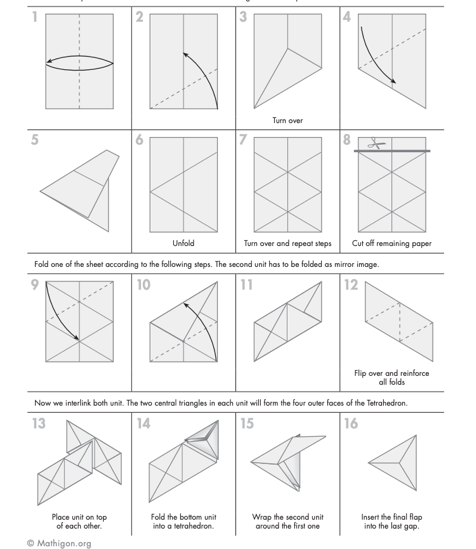 1
2
3
4
Turn over
5
6
7
8
Unfold
Turn over and repeat steps
Cut off remaining paper
Fold one of the sheet according to the following steps. The second unit has to be folded as mirror image.
9
10
11
12
Flip over and reinforce
all folds
Now we interlink both unit. The two central triangles in each unit will form the four outer faces of the Tetrahedron.
13
14
15
16
Place unit on top
of each other.
Fold the bottom unit
into a tetrahedron.
Wrap the second unit
around the first one
Insert the final flap
into the last gap.
© Mathigon.org